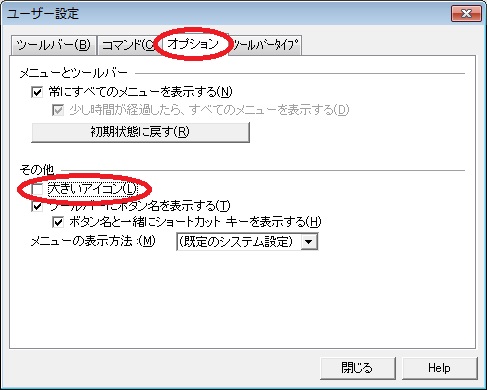 ユーザー設定
ツールバー(B) コマンド(C オプション ツールバータイプ
メニューとツールバー
常にすべてのメニューを表示する(N)
少し時間が経過したら、すべてのメニューを表示する(D)
初期状態に戻す(R)
その他
大きいアイコン(L)
ツールバーにボタン名を表示する(T)
ボタン名と一緒にショートカット キーを表示する(H)
メニューの表示方法:(M) (既定のシステム設定)
閉じる Help